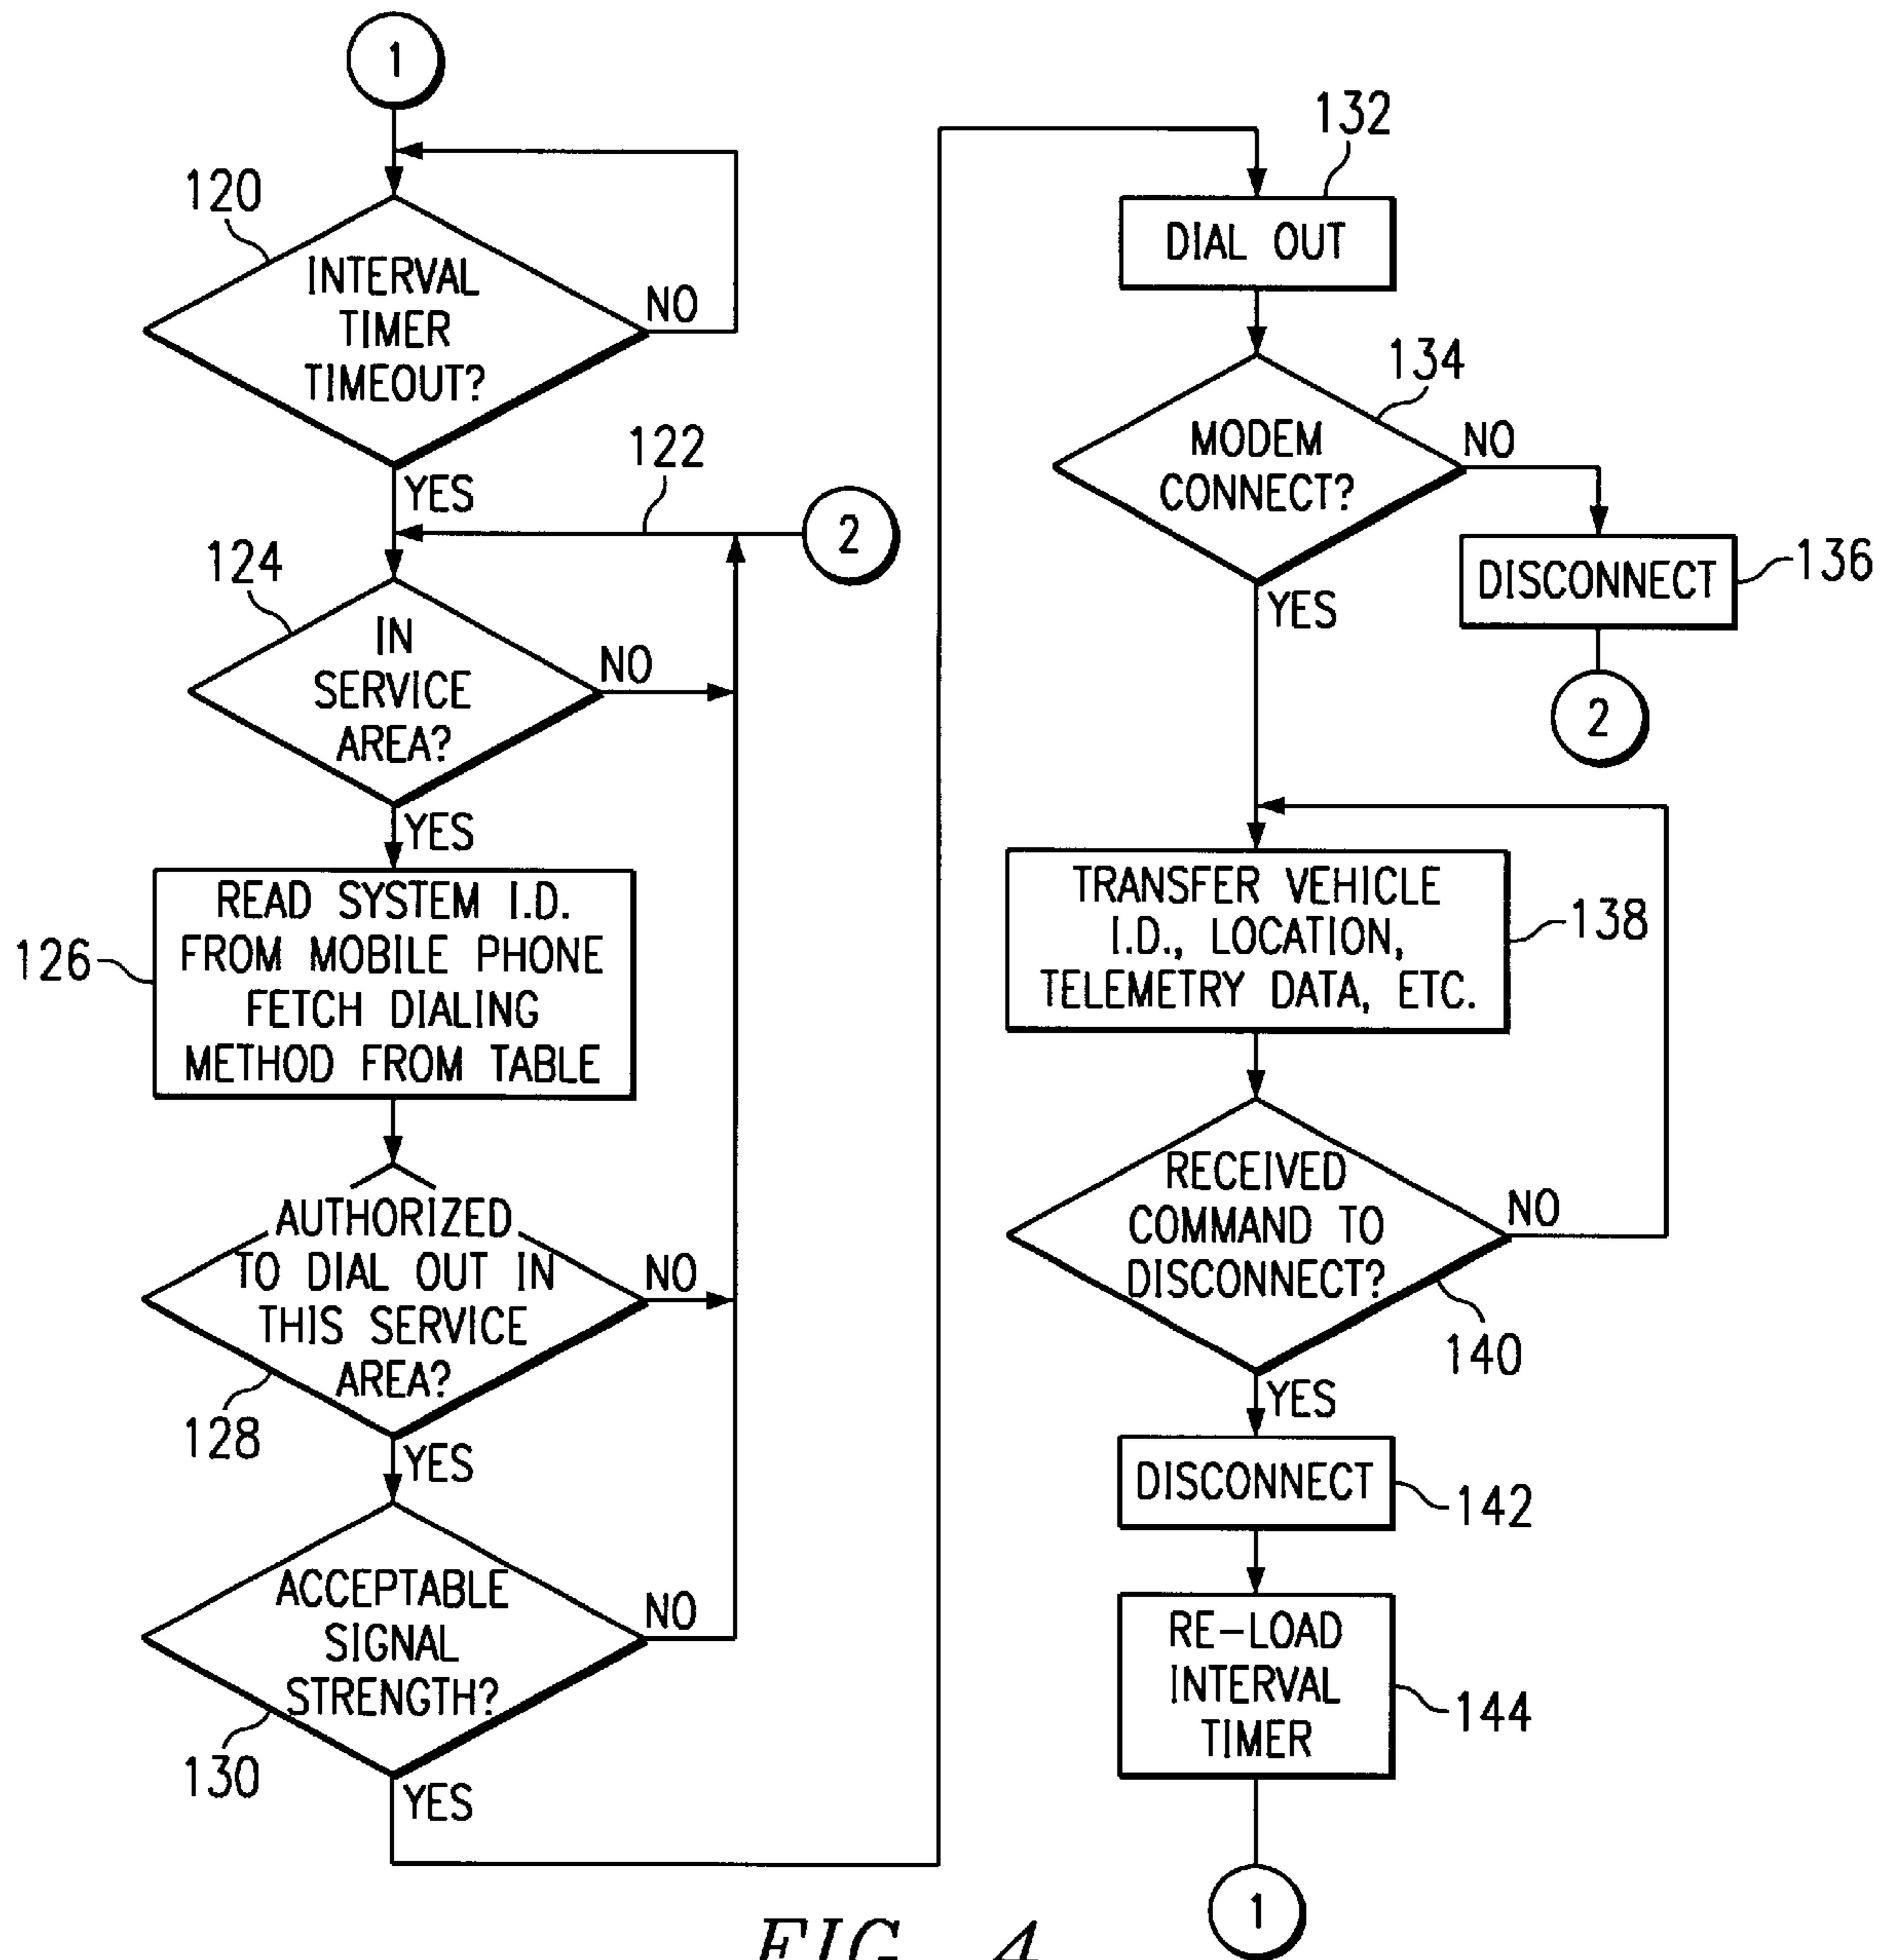 1
120
INTERVAL
TIMER
TIMEOUT?
NO
YES
122
2
124
IN
SERVICE
AREA?
NO
YES
126
READ SYSTEM I.D.
FROM MOBILE PHONE
FETCH DIALING
METHOD FROM TABLE
AUTHORIZED
TO DIAL OUT IN
THIS SERVICE
AREA?
NO
128
YES
ACCEPTABLE
SIGNAL
STRENGTH?
NO
130
YES
132
DIAL OUT
134
MODEM
CONNECT?
NO
YES
DISCONNECT
136
2
TRANSFER VEHICLE
I.D., LOCATION,
TELEMETRY DATA, ETC.
138
RECEIVED
COMMAND TO
DISCONNECT?
NO
140
YES
DISCONNECT
142
RE-LOAD
INTERVAL
TIMER
144
1
FIG. 4